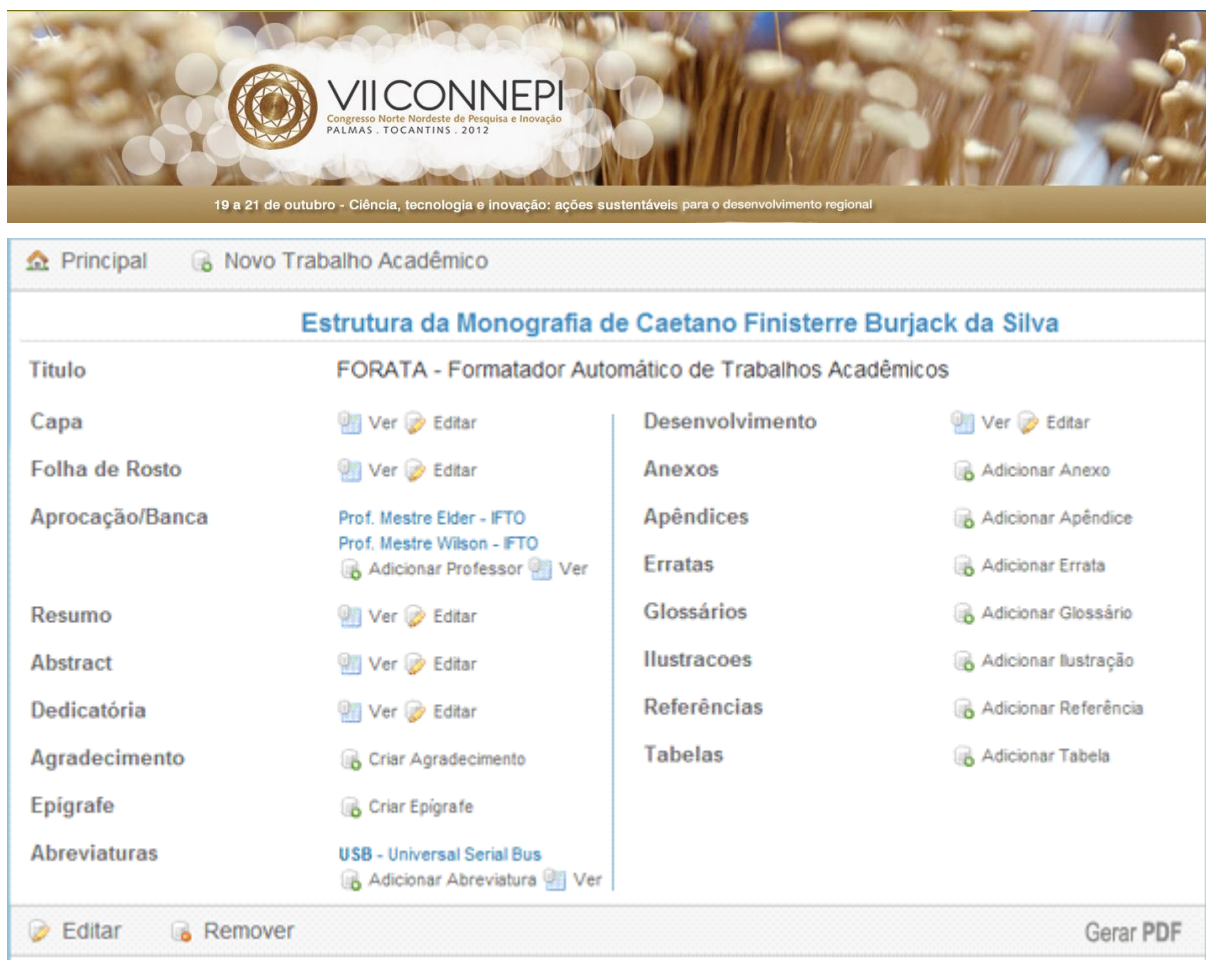 VII CONNEPI
Congresso Norte Nordeste de Pesquisa e Inovação
PALMAS . TOCANTINS . 2012
19 a 21 de outubro - Ciência, tecnologia e inovação: ações sustentáveis para o desenvolvimento regional
Principal Novo Trabalho Acadêmico
Estrutura da Monografia de Caetano Finisterre Burjack da Silva
Titulo FORATA - Formatador Automático de Trabalhos Acadêmicos
Capa Ver Editar
Folha de Rosto Ver Editar
Aprocação/Banca Prof. Mestre Elder - IFTO
Prof. Mestre Wilson - IFTO
Adicionar Professor Ver
Resumo Ver Editar
Abstract Ver Editar
Dedicatória Ver Editar
Agradecimento Criar Agradecimento
Epígrafe Criar Epígrafe
Abreviaturas USB - Universal Serial Bus
Adicionar Abreviatura Ver
Desenvolvimento Ver Editar
Anexos Adicionar Anexo
Apêndices Adicionar Apêndice
Erratas Adicionar Errata
Glossários Adicionar Glossário
Ilustracoes Adicionar Ilustração
Referências Adicionar Referência
Tabelas Adicionar Tabela
Editar Remover Gerar PDF